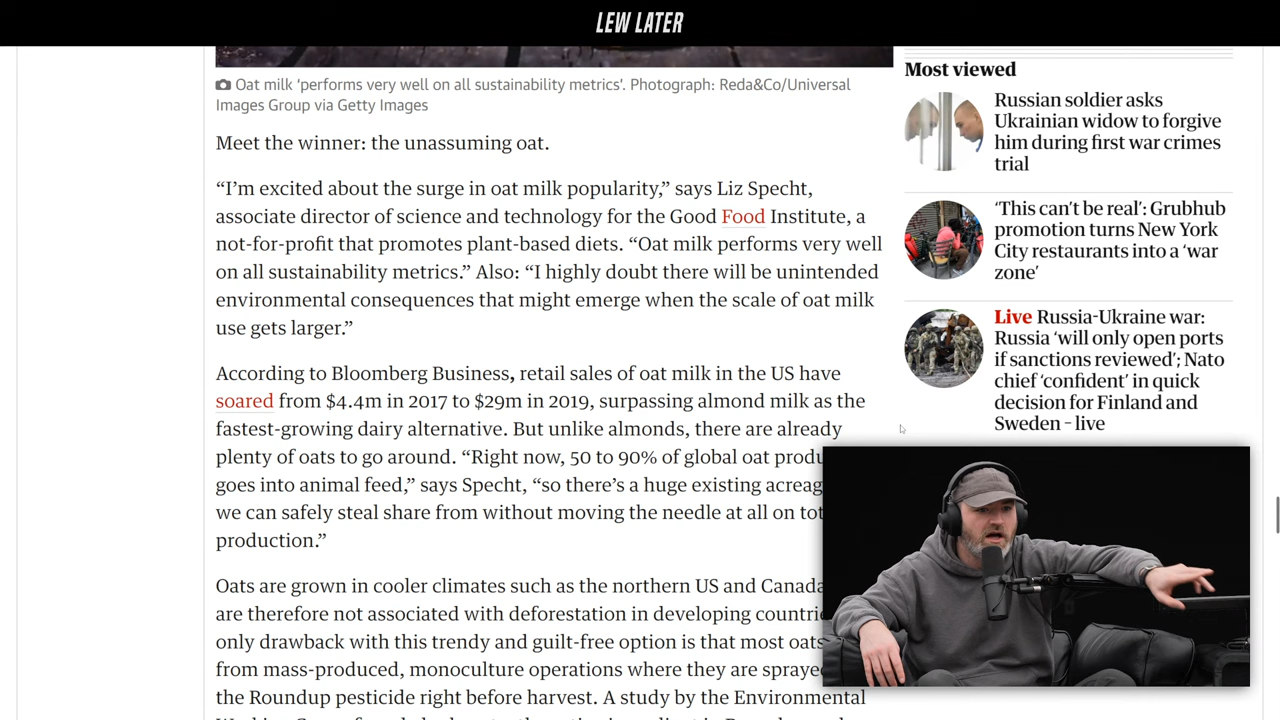 LEW LATER
Oat milk ‘performs very well on all sustainability metrics’. Photograph: Reda&Co/Universal
Images Group via Getty Images
Meet the winner: the unassuming oat.
“I’m excited about the surge in oat milk popularity,” says Liz Specht,
associate director of science and technology for the Good Food Institute, a
not-for-profit that promotes plant-based diets. “Oat milk performs very well
on all sustainability metrics.” Also: “I highly doubt there will be unintended
environmental consequences that might emerge when the scale of oat milk
use gets larger.”
According to Bloomberg Business, retail sales of oat milk in the US have
soared from $4.4m in 2017 to $29m in 2019, surpassing almond milk as the
fastest-growing dairy alternative. But unlike almonds, there are already
plenty of oats to go around. “Right now, 50 to 90% of global oat produ
goes into animal feed,” says Specht, “so there’s a huge existing acreag
we can safely steal share from without moving the needle at all on tot
production.”
Oats are grown in cooler climates such as the northern US and Canada
are therefore not associated with deforestation in developing countri
only drawback with this trendy and guilt-free option is that most oats
from mass-produced, monoculture operations where they are spraye
the Roundup pesticide right before harvest. A study by the Environmental
Most viewed
Russian soldier asks
Ukrainian widow to forgive
him during first war crimes
trial
‘This can’t be real’: Grubhub
promotion turns New York
City restaurants into a ‘war
zone’
Live Russia-Ukraine war:
Russia ‘will only open ports
if sanctions reviewed’; Nato
chief ‘confident’ in quick
decision for Finland and
Sweden – live